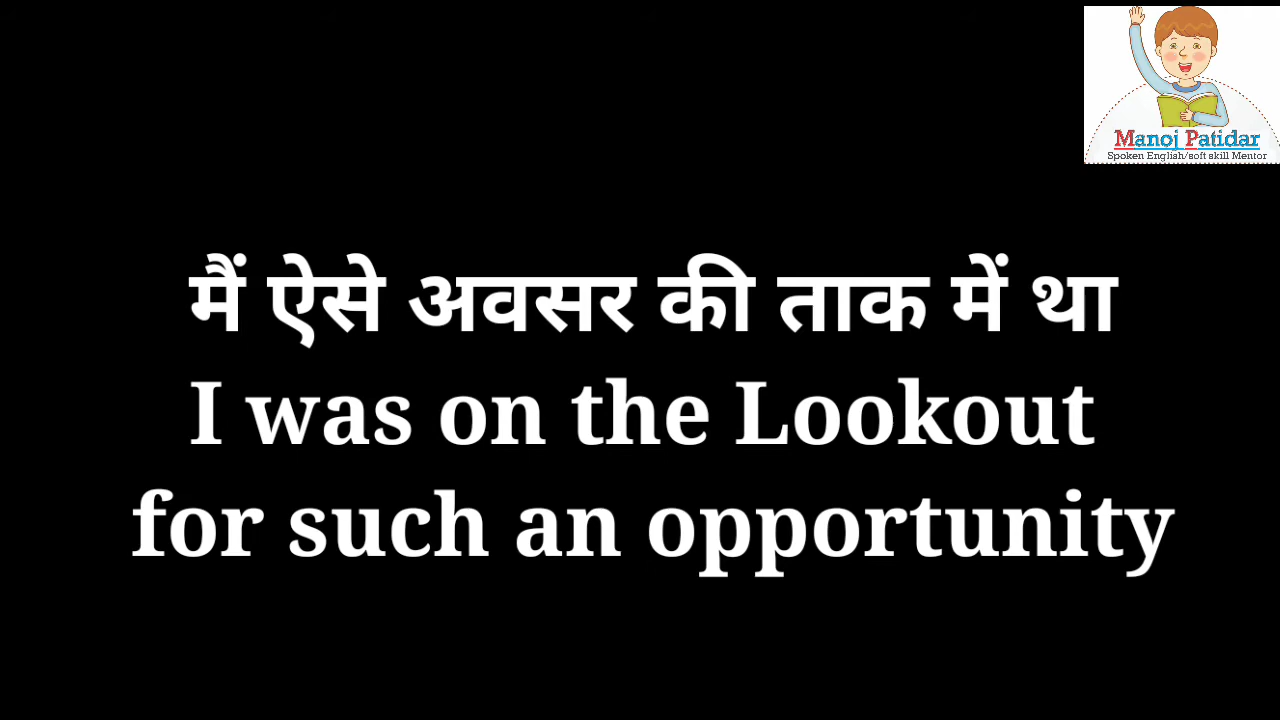 Manoj Patidar
Spoken English/soft skill Mentor
मैं ऐसे अवसर की ताक में था
I was on the Lookout
for such an opportunity